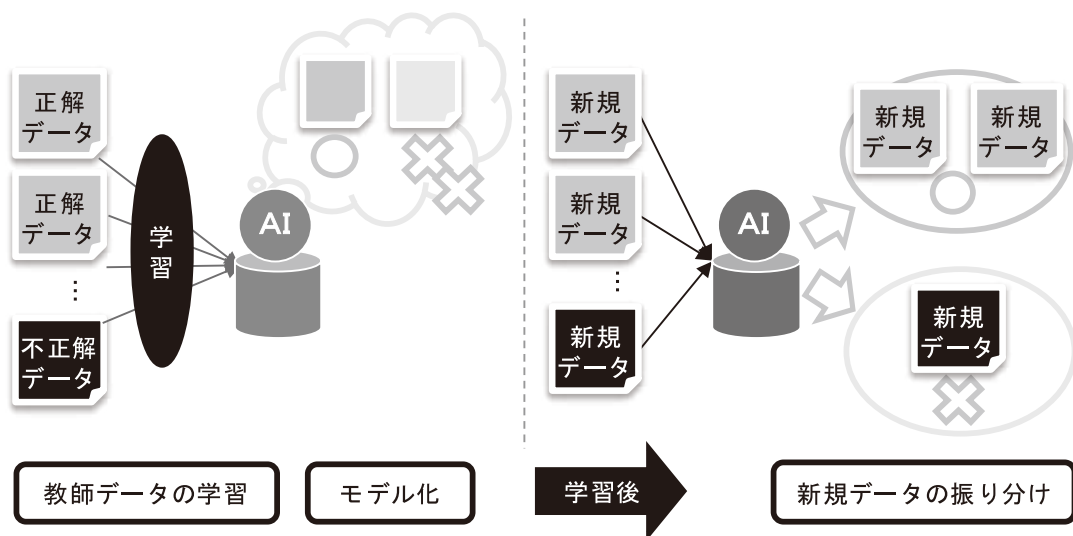 正解
データ
正解
データ
…
不正解
データ
学
習
AI
新規
データ
新規
データ
…
新規
データ
AI
新規
データ
新規
データ
新規
データ
教師データの学習
モデル化
学習後
新規データの振り分け